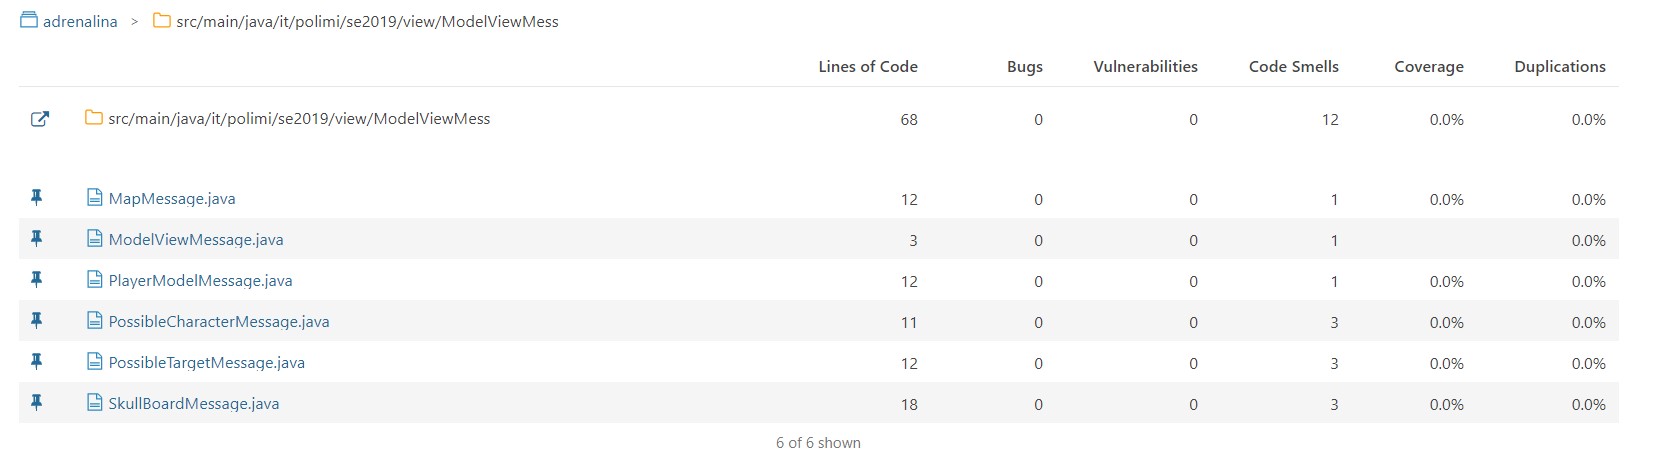 adrenalina > src/main/java/it/polimi/se2019/view/ModelViewMess
Lines of Code Bugs Vulnerabilities Code Smells Coverage Duplications
src/main/java/it/polimi/se2019/view/ModelViewMess 68 0 0 12 0.0% 0.0%
MapMessage.java 12 0 0 1 0.0% 0.0%
ModelViewMessage.java 3 0 0 1 0.0%
PlayerModelMessage.java 12 0 0 1 0.0% 0.0%
PossibleCharacterMessage.java 11 0 0 3 0.0% 0.0%
PossibleTargetMessage.java 12 0 0 3 0.0% 0.0%
SkullBoardMessage.java 18 0 0 3 0.0% 0.0%
6 of 6 shown